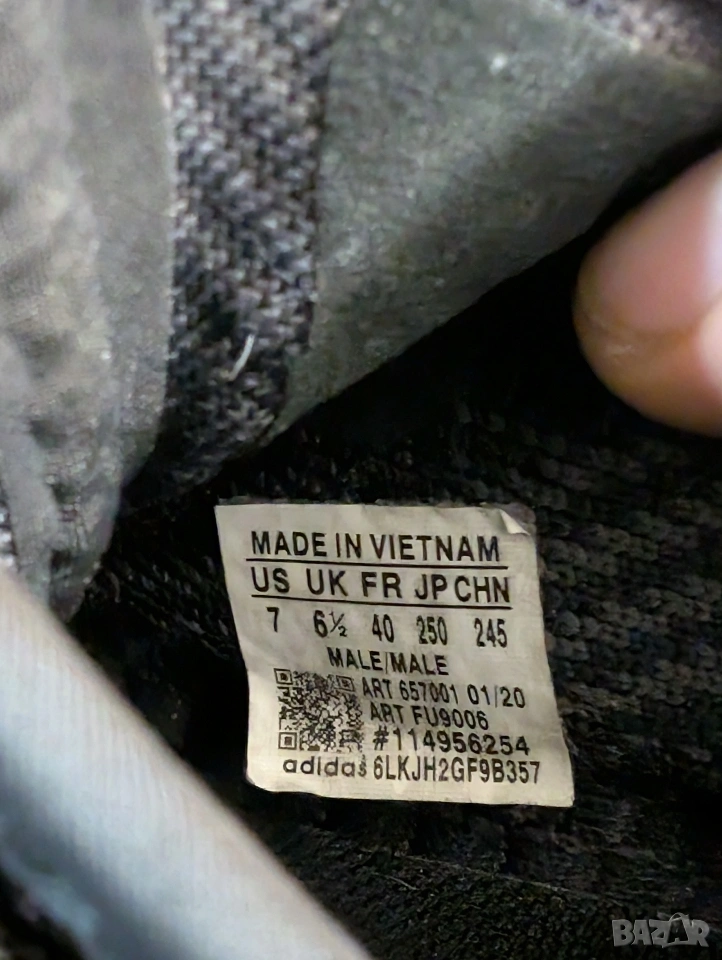 MADE IN VIETNAM
US UK FR JP CHN
7 6½ 40 250 245
MALE/MALE
ART 657001 01/20
ART FU9006
#114956254
adidas 6LKJH2GF9B357
BAZAR